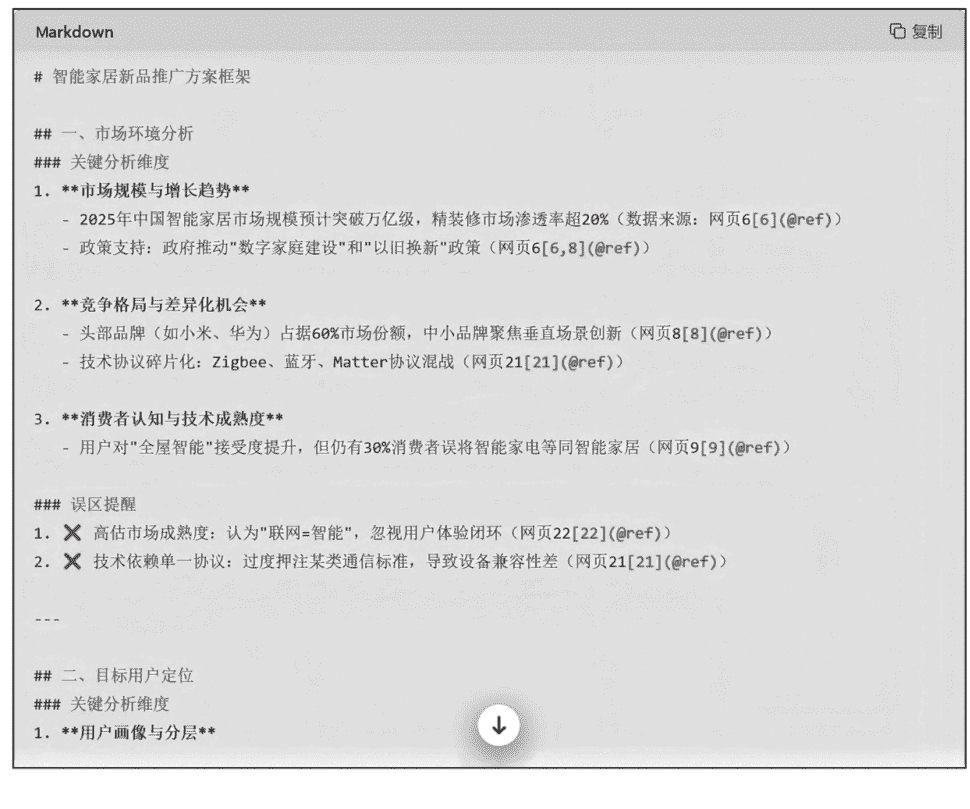 Markdown
复制
# 智能家居新品推广方案框架
## 一、市场环境分析
### 关键分析维度
1. **市场规模与增长趋势**
- 2025年中国智能家居市场规模预计突破万亿级，精装修市场渗透率超20%（数据来源：网页6[6](@ref)）
- 政策支持：政府推动"数字家庭建设"和"以旧换新"政策（网页6[6,8](@ref)）
2. **竞争格局与差异化机会**
- 头部品牌（如小米、华为）占据60%市场份额，中小品牌聚焦垂直场景创新（网页8[8](@ref)）
- 技术协议碎片化：Zigbee、蓝牙、Matter协议混战（网页21[21](@ref)）
3. **消费者认知与技术成熟度**
- 用户对"全屋智能"接受度提升，但仍有30%消费者误将智能家电等同智能家居（网页9[9](@ref)）
### 误区提醒
1. ❌ 高估市场成熟度：认为"联网=智能"，忽视用户体验闭环（网页22[22](@ref)）
2. ❌ 技术依赖单一协议：过度押注某类通信标准，导致设备兼容性差（网页21[21](@ref)）
---
## 二、目标用户定位
### 关键分析维度
1. **用户画像与分层**